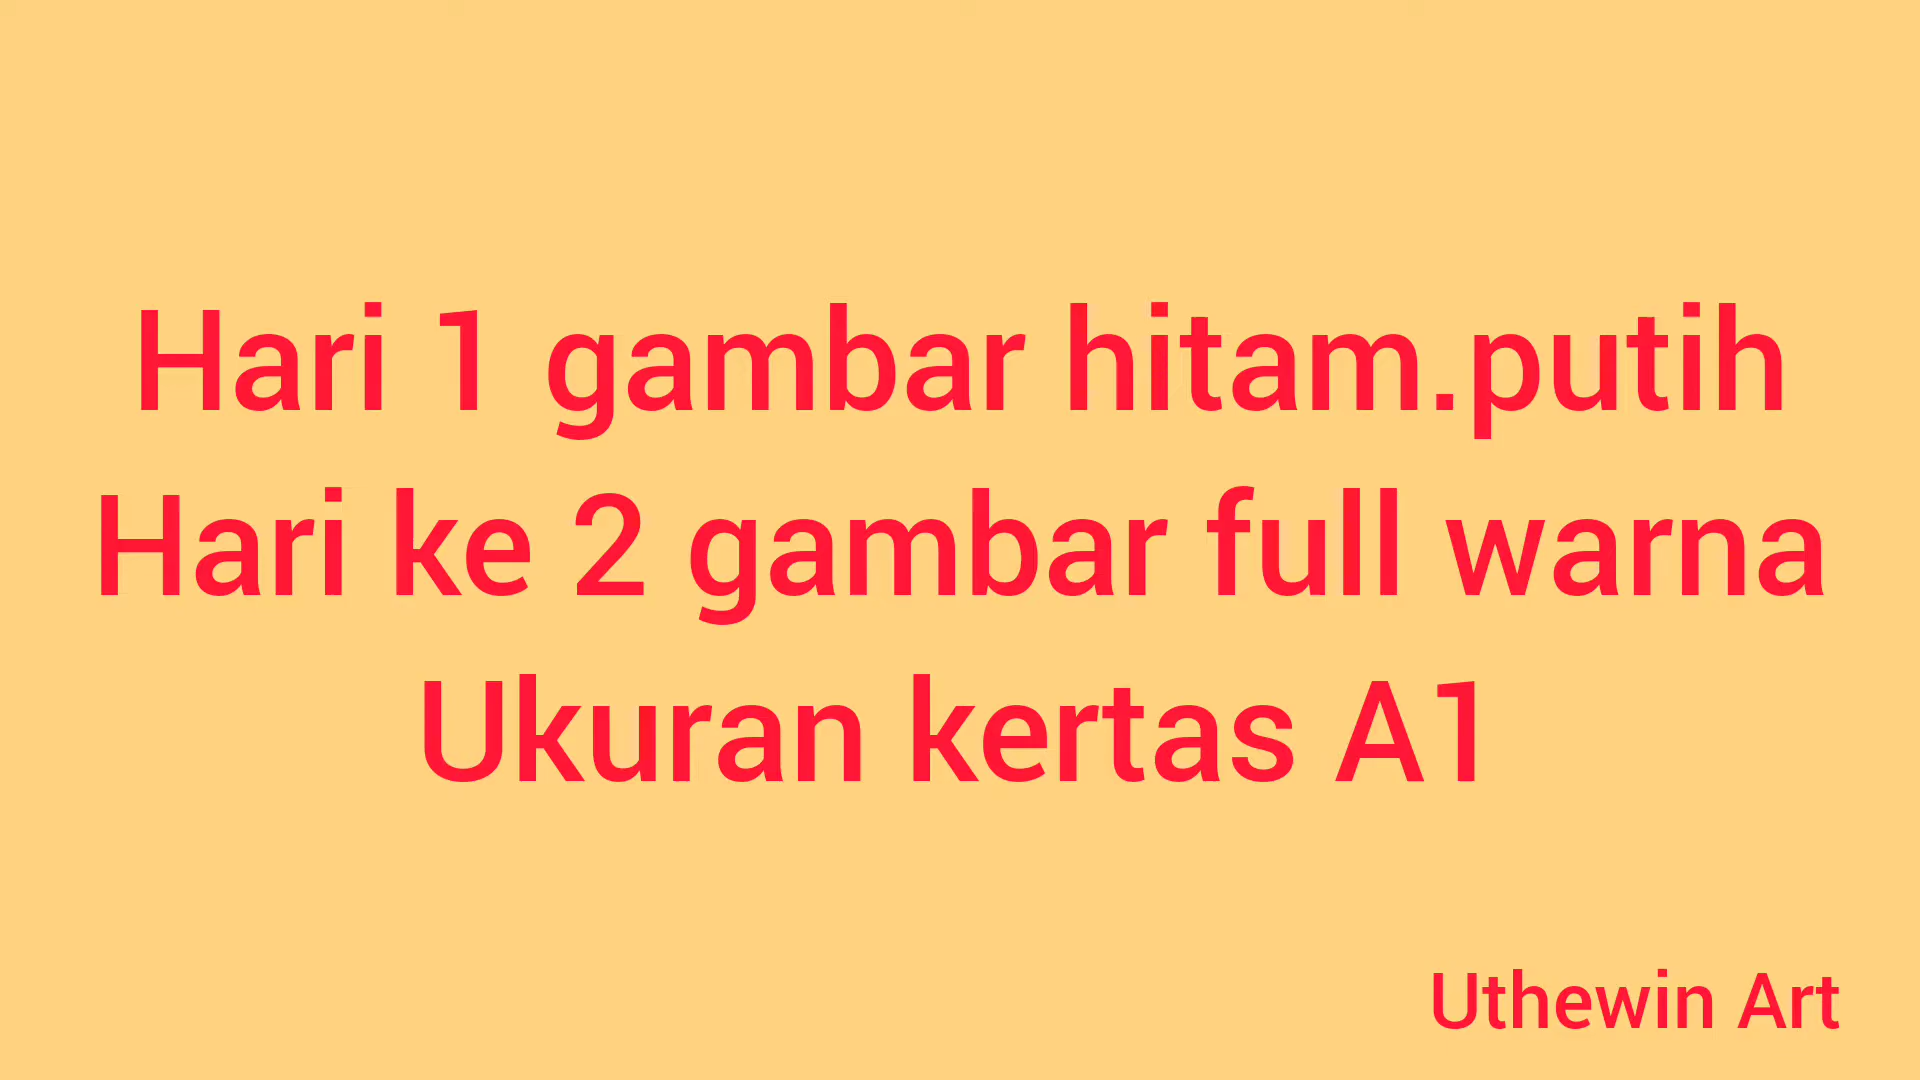 Hari 1 gambar hitam.putih
Hari ke 2 gambar full warna
Ukuran kertas A1
Uthewin Art